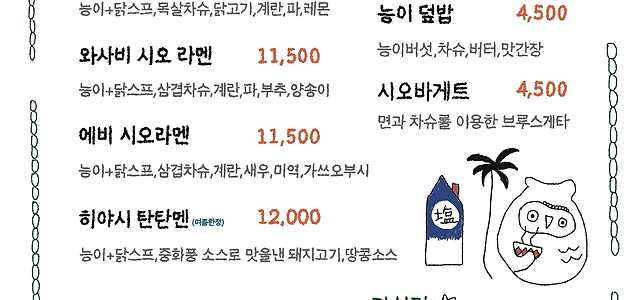 능이+닭스프,목살차슈,닭고기,계란,파,레몬
와사비 시오 라멘 11,500
능이+닭스프,삼겹차슈,계란,파,부추,양송이
에비 시오라멘 11,500
능이+닭스프,삼겹차슈,계란,새우,미역,가쓰오부시
히야시 탄탄멘 (여름한정) 12,000
능이+닭스프,중화풍 소스로 맛을낸 돼지고기,땅콩소스
능이 덮밥 4,500
능이버섯,차슈,버터,맛간장
시오바게트 4,500
면과 차슈를 이용한 브루스게타
塩